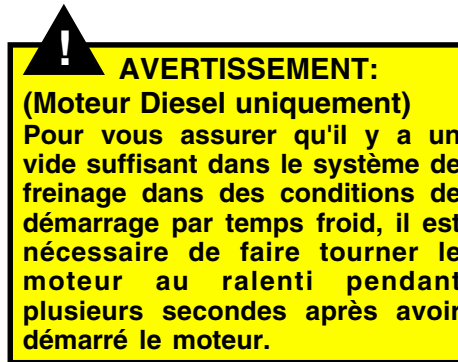 !
AVERTISSEMENT:
(Moteur Diesel uniquement)
Pour vous assurer qu'il y a un
vide suffisant dans le système de
freinage dans des conditions de
démarrage par temps froid, il est
nécessaire de faire tourner le
moteur au ralenti pendant
plusieurs secondes après avoir
démarré le moteur.